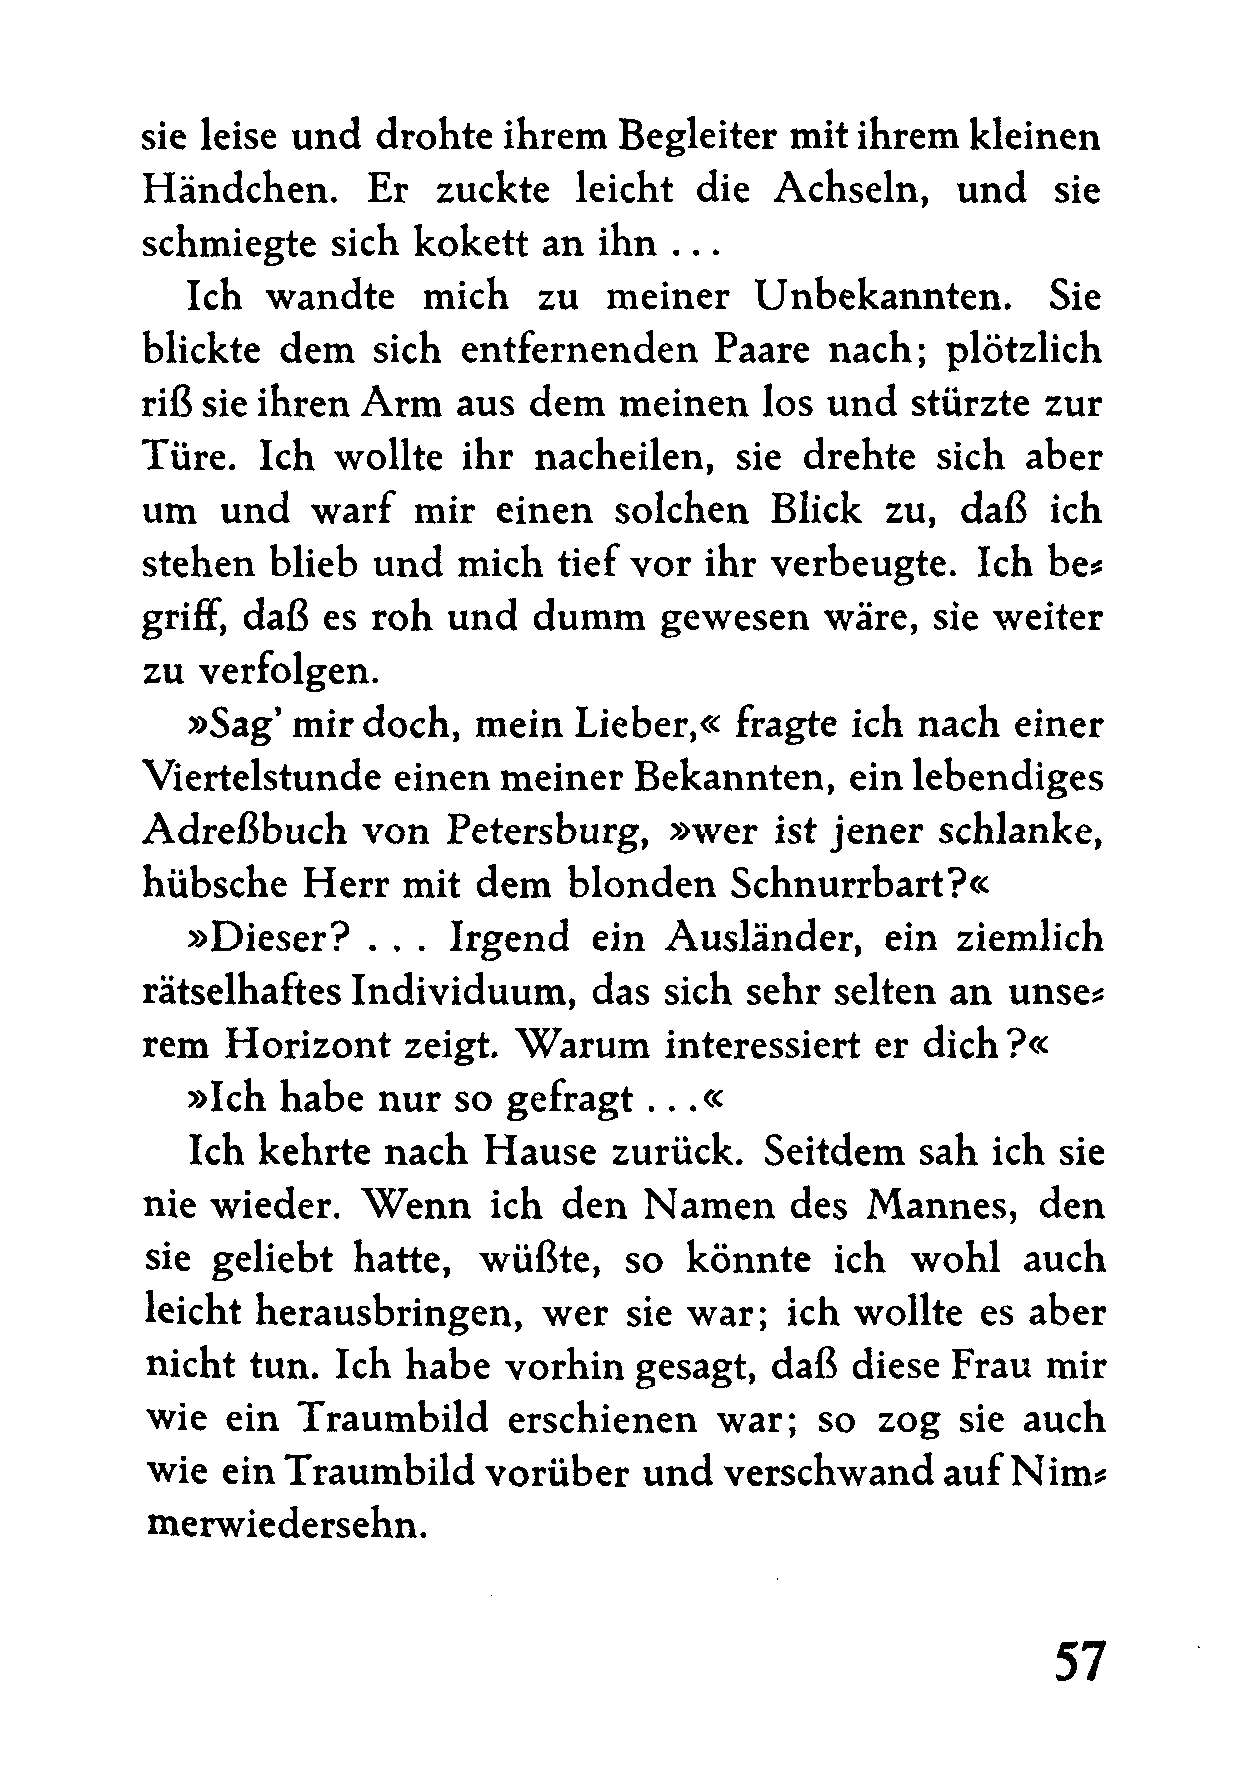 sie leise und drohte ihrem Begleiter mit ihrem kleinen
Händchen. Er zuckte leicht die Achseln, und sie
schmiegte sich kokett an ihn . . .
Ich wandte mich zu meiner Unbekannten. Sie
blickte dem sich entfernenden Paare nach; plötzlich
riß sie ihren Arm aus dem meinen los und stürzte zur
Türe. Ich wollte ihr nacheilen, sie drehte sich aber
um und warf mir einen solchen Blick zu, daß ich
stehen blieb und mich tief vor ihr verbeugte. Ich be⸗
griff, daß es roh und dumm gewesen wäre, sie weiter
zu verfolgen.
»Sag’ mir doch, mein Lieber,« fragte ich nach einer
Viertelstunde einen meiner Bekannten, ein lebendiges
Adreßbuch von Petersburg, »wer ist jener schlanke,
hübsche Herr mit dem blonden Schnurrbart?«
»Dieser? . . . Irgend ein Ausländer, ein ziemlich
rätselhaftes Individuum, das sich sehr selten an unse⸗
rem Horizont zeigt. Warum interessiert er dich?«
»Ich habe nur so gefragt . . .«
Ich kehrte nach Hause zurück. Seitdem sah ich sie
nie wieder. Wenn ich den Namen des Mannes, den
sie geliebt hatte, wüßte, so könnte ich wohl auch
leicht herausbringen, wer sie war; ich wollte es aber
nicht tun. Ich habe vorhin gesagt, daß diese Frau mir
wie ein Traumbild erschienen war; so zog sie auch
wie ein Traumbild vorüber und verschwand auf Nim⸗
merwiedersehn.
57